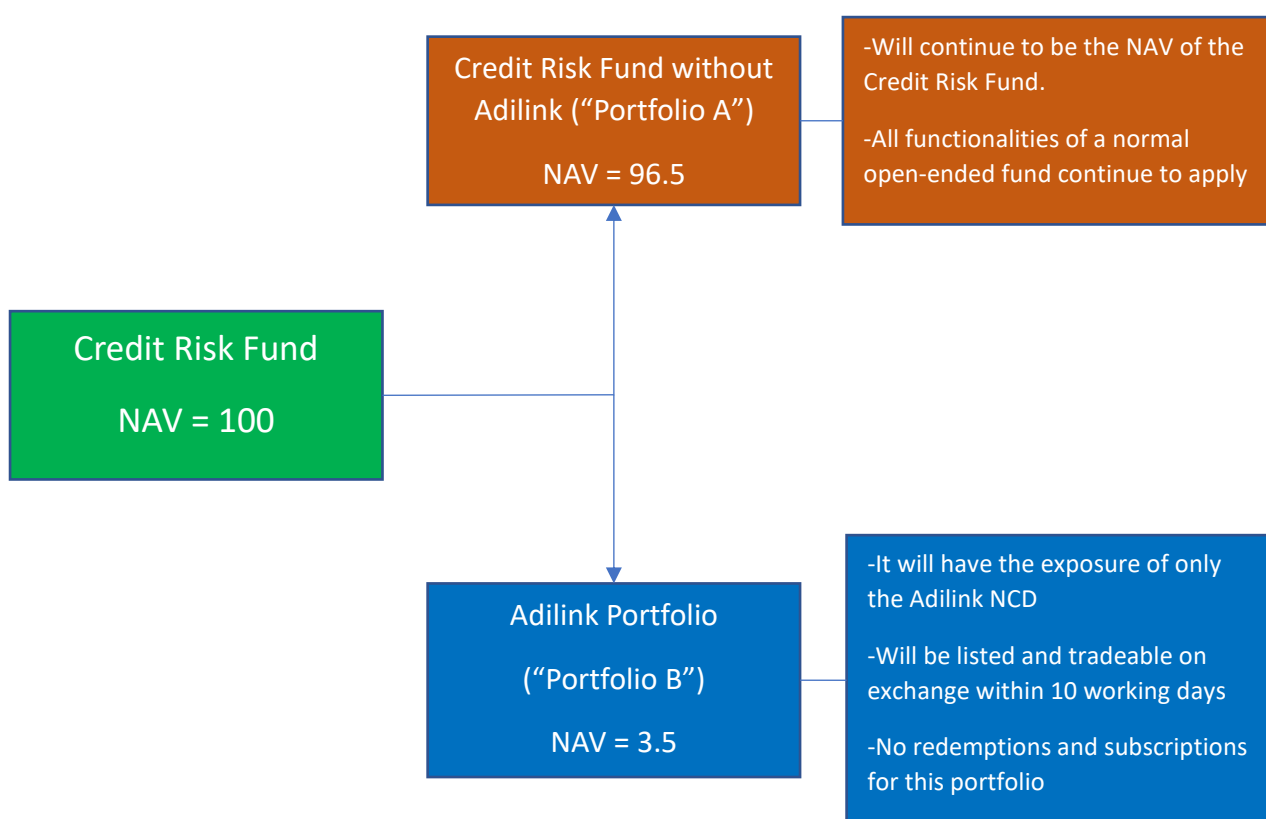 Credit Risk Fund without
Adilink (“Portfolio A”)
NAV = 96.5
-Will continue to be the NAV of the
Credit Risk Fund.
-All functionalities of a normal
open-ended fund continue to apply
Credit Risk Fund
NAV = 100
Adilink Portfolio
(“Portfolio B”)
NAV = 3.5
-It will have the exposure of only
the Adilink NCD
-Will be listed and tradeable on
exchange within 10 working days
-No redemptions and subscriptions
for this portfolio